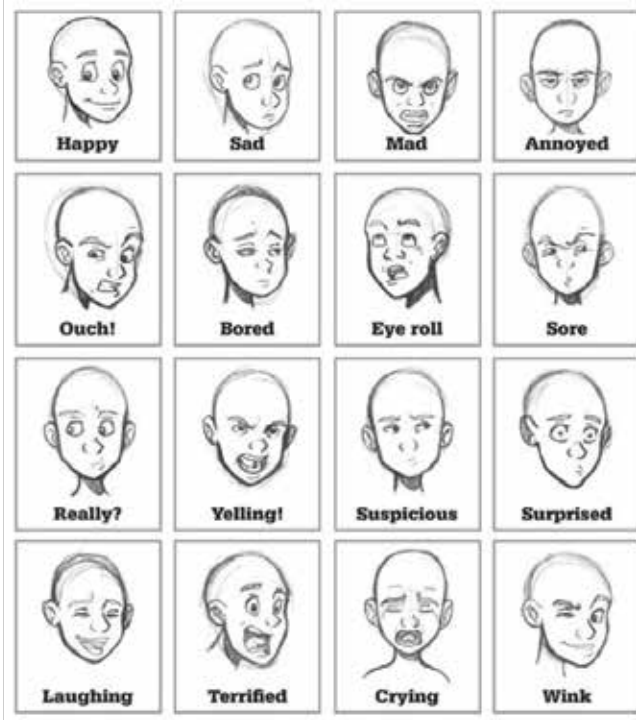 Happy
Sad
Mad
Annoyed
Ouch!
Bored
Eye roll
Sore
Really?
Yelling!
Suspicious
Surprised
Laughing
Terrified
Crying
Wink